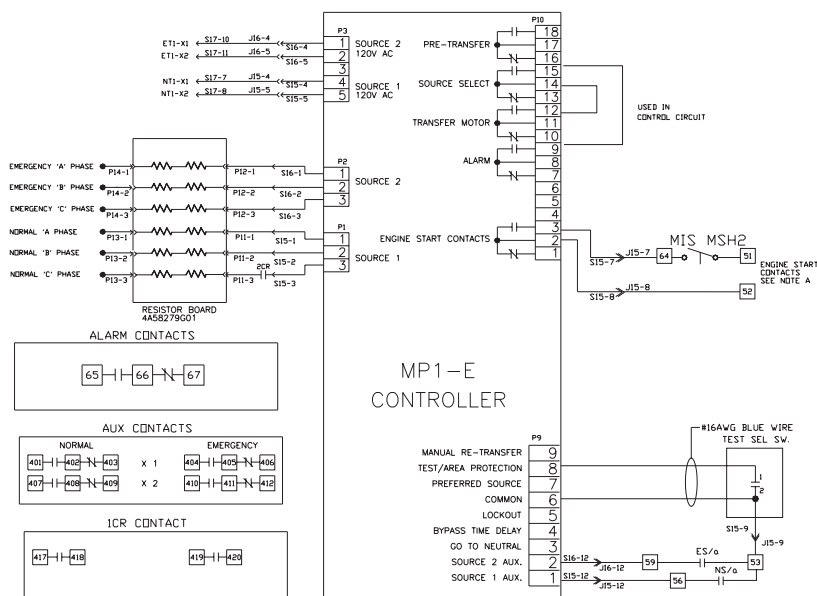 P3
P10
ET1-X1 S17-10 J16-4 S16-4 1 SOURCE 2
ET1-X2 S17-11 J16-5 S16-5 2 120V AC
3
NT1-X1 S17-7 J15-4 S15-4 4 SOURCE 1
NT1-X2 S17-8 J15-5 S15-5 5 120V AC
18
PRE-TRANSFER 17
16
15
SOURCE SELECT 14
13
12
TRANSFER MOTOR 11
10
9
ALARM 8
7
6
5
4
3
ENGINE START CONTACTS 2
1
USED IN
CONTROL CIRCUIT
P2
EMERGENCY 'A' PHASE P14-1 P12-1 S16-1 1
EMERGENCY 'B' PHASE P14-2 P12-2 S16-2 2 SOURCE 2
EMERGENCY 'C' PHASE P14-3 P12-3 S16-3 3
P1
NORMAL 'A PHASE P13-1 P11-1 S15-1 1
NORMAL 'B' PHASE P13-2 P11-2 S15-2 2 SOURCE 1
NORMAL 'C' PHASE P13-3 P11-3 2CR S15-3 3
RESISTOR BOARD
4A58279G01
S15-7 J15-7 64 MIS MSH2 51
S15-8 J15-8 52
ENGINE START
CONTACTS
SEE NOTE A
ALARM CONTACTS
65 66 67
MP1-E
CONTROLLER
AUX CONTACTS
NORMAL EMERGENCY
401 402 403 X 1 404 405 406
407 408 409 X 2 410 411 412
1CR CONTACT
417 418 419 420
P9
MANUAL RE-TRANSFER 9
TEST/AREA PROTECTION 8
PREFERRED SOURCE 7
COMMON 6
LOCKOUT 5
BYPASS TIME DELAY 4
GO TO NEUTRAL 3
SOURCE 2 AUX. 2 S16-12 J16-12 59 ES/a 53
SOURCE 1 AUX. 1 S15-12 J15-12 56 NS/a
#16AWG BLUE WIRE
TEST SEL SW.
1
2
S15-9
J15-9